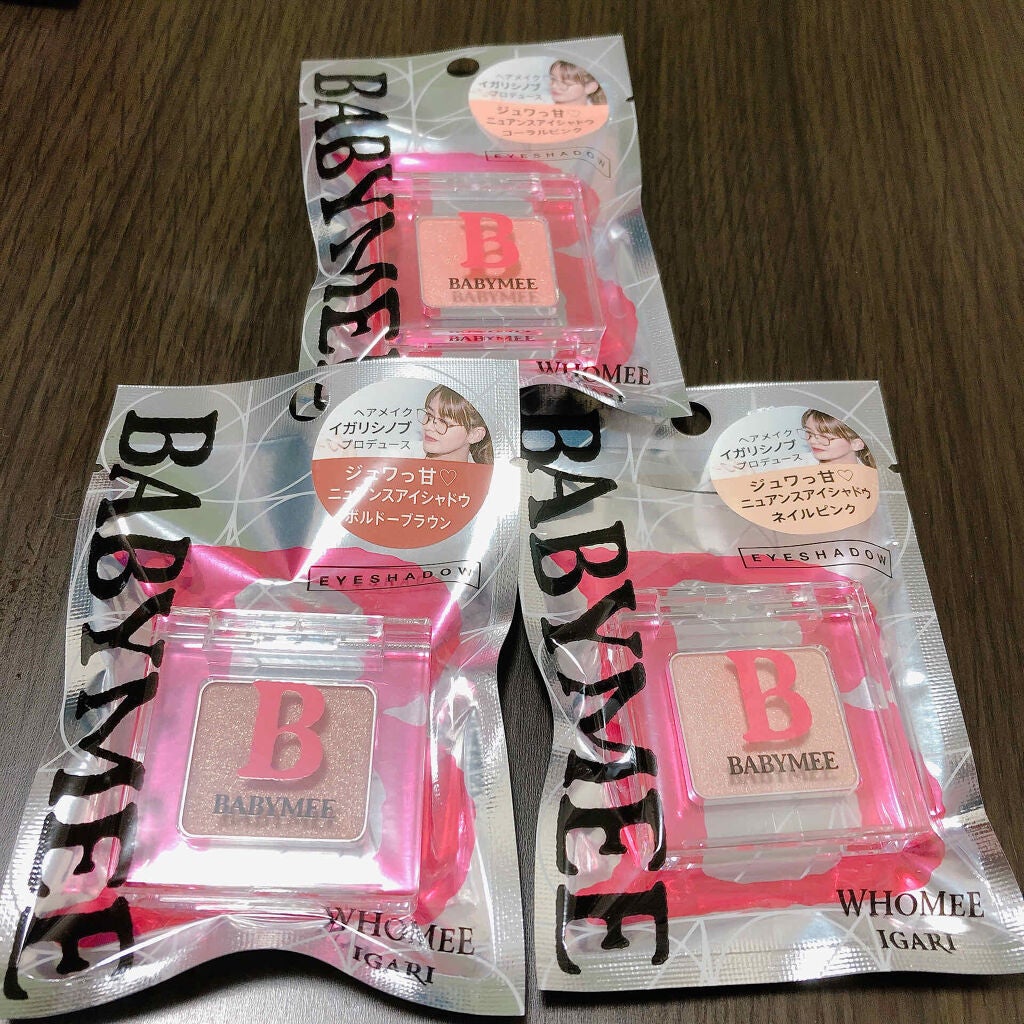 BABYMEE
ヘアメイク
イガリシノブ
プロデュース
ジュワっ甘♡
ニュアンスアイシャドウ
コーラルピンク
EYESHADOW
B
BABYMEE
BABYMEE
WHOMEE
BABYMEE
ヘアメイク
イガリシノブ
プロデュース
ジュワっ甘♡
ニュアンスアイシャドウ
ボルドーブラウン
EYESHADOW
B
BABYMEE
WHOMEE
IGARI
BABYMEE
ヘアメイク
イガリシノブ
プロデュース
ジュワっ甘♡
ニュアンスアイシャドウ
ネイルピンク
EYESHADOW
B
BABYMEE
WHOMEE
IGARI